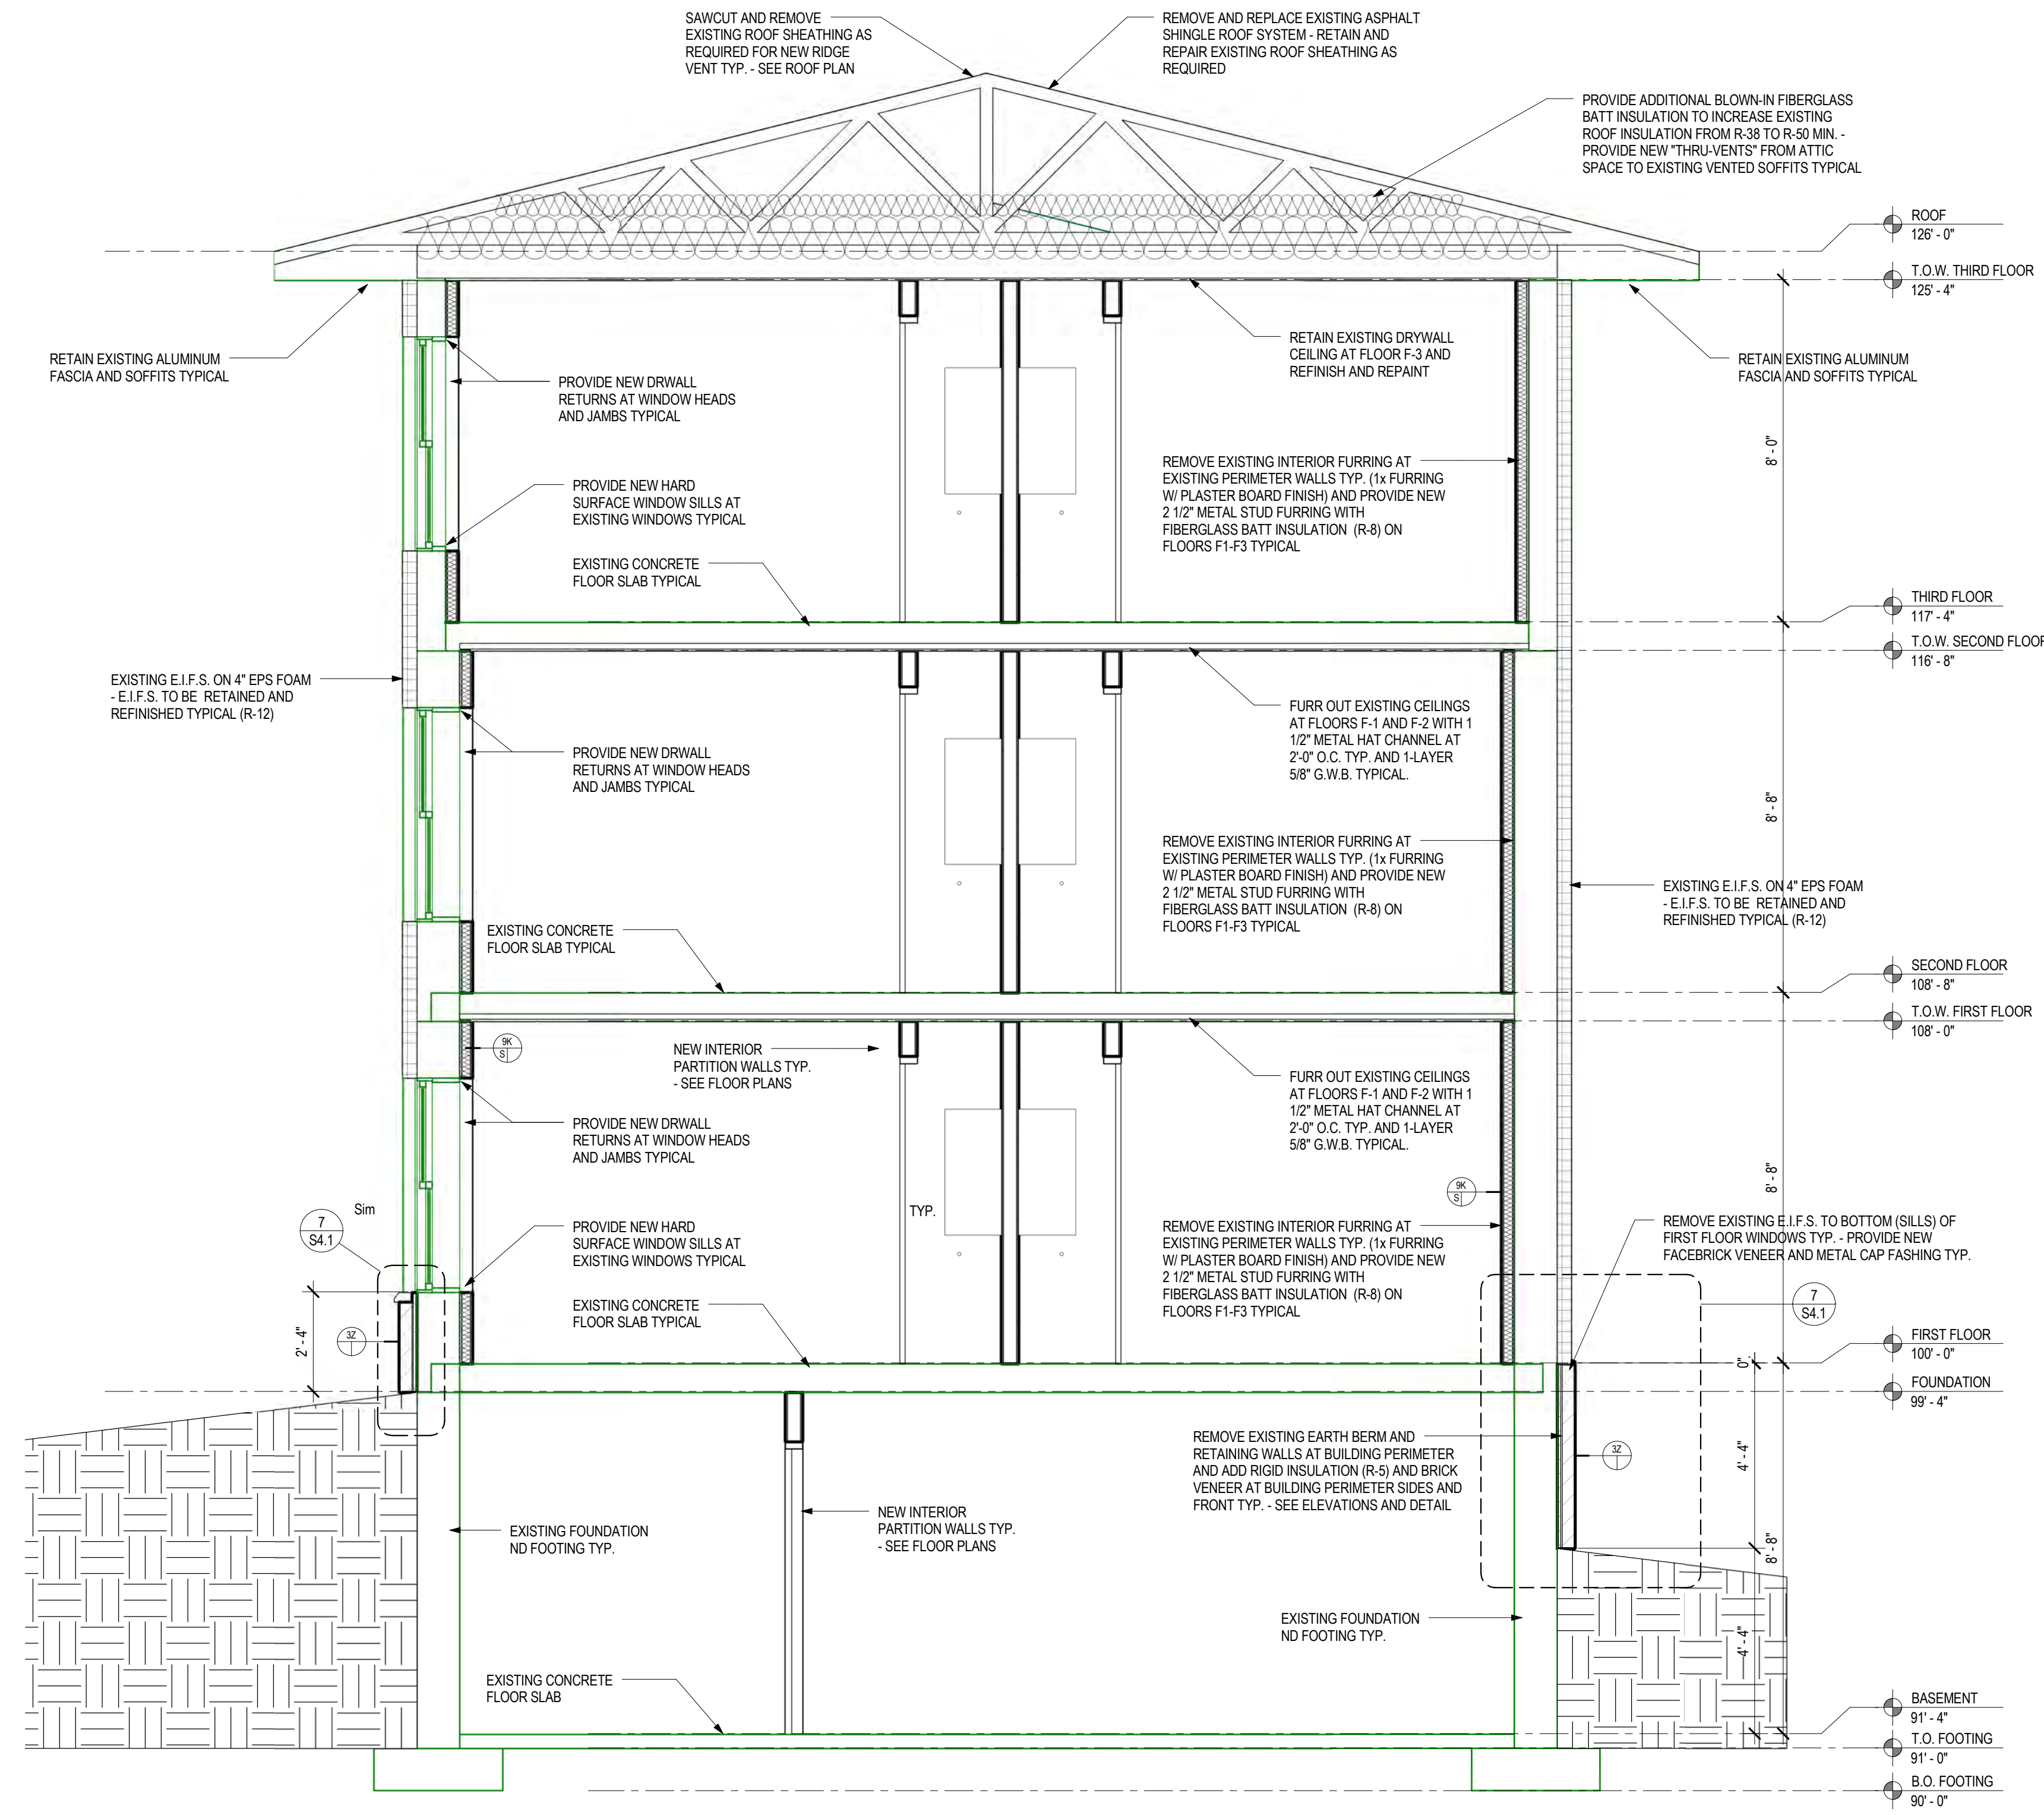 SAWCUT AND REMOVE
EXISTING ROOF SHEATHING AS
REQUIRED FOR NEW RIDGE
VENT TYP. - SEE ROOF PLAN
REMOVE AND REPLACE EXISTING ASPHALT
SHINGLE ROOF SYSTEM - RETAIN AND
REPAIR EXISTING ROOF SHEATHING AS
REQUIRED
PROVIDE ADDITIONAL BLOWN-IN FIBERGLASS
BATT INSULATION TO INCREASE EXISTING
ROOF INSULATION FROM R-38 TO R-50 MIN. -
PROVIDE NEW "THRU-VENTS" FROM ATTIC
SPACE TO EXISTING VENTED SOFFITS TYPICAL
ROOF
126' - 0"
T.O.W. THIRD FLOOR
125' - 4"
RETAIN EXISTING ALUMINUM
FASCIA AND SOFFITS TYPICAL
PROVIDE NEW DRWALL
RETURNS AT WINDOW HEADS
AND JAMBS TYPICAL
RETAIN EXISTING DRYWALL
CEILING AT FLOOR F-3 AND
REFINISH AND REPAINT
RETAIN EXISTING ALUMINUM
FASCIA AND SOFFITS TYPICAL
8' - 0"
PROVIDE NEW HARD
SURFACE WINDOW SILLS AT
EXISTING WINDOWS TYPICAL
REMOVE EXISTING INTERIOR FURRING AT
EXISTING PERIMETER WALLS TYP. (1x FURRING
W/ PLASTER BOARD FINISH) AND PROVIDE NEW
2 1/2" METAL STUD FURRING WITH
FIBERGLASS BATT INSULATION (R-8) ON
FLOORS F1-F3 TYPICAL
EXISTING CONCRETE
FLOOR SLAB TYPICAL
THIRD FLOOR
117' - 4"
T.O.W. SECOND FLOOR
116' - 8"
EXISTING E.I.F.S. ON 4" EPS FOAM
- E.I.F.S. TO BE RETAINED AND
REFINISHED TYPICAL (R-12)
PROVIDE NEW DRWALL
RETURNS AT WINDOW HEADS
AND JAMBS TYPICAL
FURR OUT EXISTING CEILINGS
AT FLOORS F-1 AND F-2 WITH 1
1/2" METAL HAT CHANNEL AT
2'-0" O.C. TYP. AND 1-LAYER
5/8" G.W.B. TYPICAL.
8' - 8"
REMOVE EXISTING INTERIOR FURRING AT
EXISTING PERIMETER WALLS TYP. (1x FURRING
W/ PLASTER BOARD FINISH) AND PROVIDE NEW
2 1/2" METAL STUD FURRING WITH
FIBERGLASS BATT INSULATION (R-8) ON
FLOORS F1-F3 TYPICAL
EXISTING E.I.F.S. ON 4" EPS FOAM
- E.I.F.S. TO BE RETAINED AND
REFINISHED TYPICAL (R-12)
EXISTING CONCRETE
FLOOR SLAB TYPICAL
SECOND FLOOR
108' - 8"
T.O.W. FIRST FLOOR
108' - 0"
9K
S
NEW INTERIOR
PARTITION WALLS TYP.
- SEE FLOOR PLANS
FURR OUT EXISTING CEILINGS
AT FLOORS F-1 AND F-2 WITH 1
1/2" METAL HAT CHANNEL AT
2'-0" O.C. TYP. AND 1-LAYER
5/8" G.W.B. TYPICAL.
PROVIDE NEW DRWALL
RETURNS AT WINDOW HEADS
AND JAMBS TYPICAL
8' - 8"
9K
S
7
S4.1
Sim
TYP.
PROVIDE NEW HARD
SURFACE WINDOW SILLS AT
EXISTING WINDOWS TYPICAL
REMOVE EXISTING INTERIOR FURRING AT
EXISTING PERIMETER WALLS TYP. (1x FURRING
W/ PLASTER BOARD FINISH) AND PROVIDE NEW
2 1/2" METAL STUD FURRING WITH
FIBERGLASS BATT INSULATION (R-8) ON
FLOORS F1-F3 TYPICAL
REMOVE EXISTING E.I.F.S. TO BOTTOM (SILLS) OF
FIRST FLOOR WINDOWS TYP. - PROVIDE NEW
FACEBRICK VENEER AND METAL CAP FASHING TYP.
7
S4.1
EXISTING CONCRETE
FLOOR SLAB TYPICAL
2' - 4"
3Z
FIRST FLOOR
100' - 0"
0"
FOUNDATION
99' - 4"
REMOVE EXISTING EARTH BERM AND
RETAINING WALLS AT BUILDING PERIMETER
AND ADD RIGID INSULATION (R-5) AND BRICK
VENEER AT BUILDING PERIMETER SIDES AND
FRONT TYP. - SEE ELEVATIONS AND DETAIL
3Z
4' - 4"
NEW INTERIOR
PARTITION WALLS TYP.
- SEE FLOOR PLANS
EXISTING FOUNDATION
ND FOOTING TYP.
8' - 8"
EXISTING FOUNDATION
ND FOOTING TYP.
4' - 4"
EXISTING CONCRETE
FLOOR SLAB
BASEMENT
91' - 4"
T.O. FOOTING
91' - 0"
B.O. FOOTING
90' - 0"